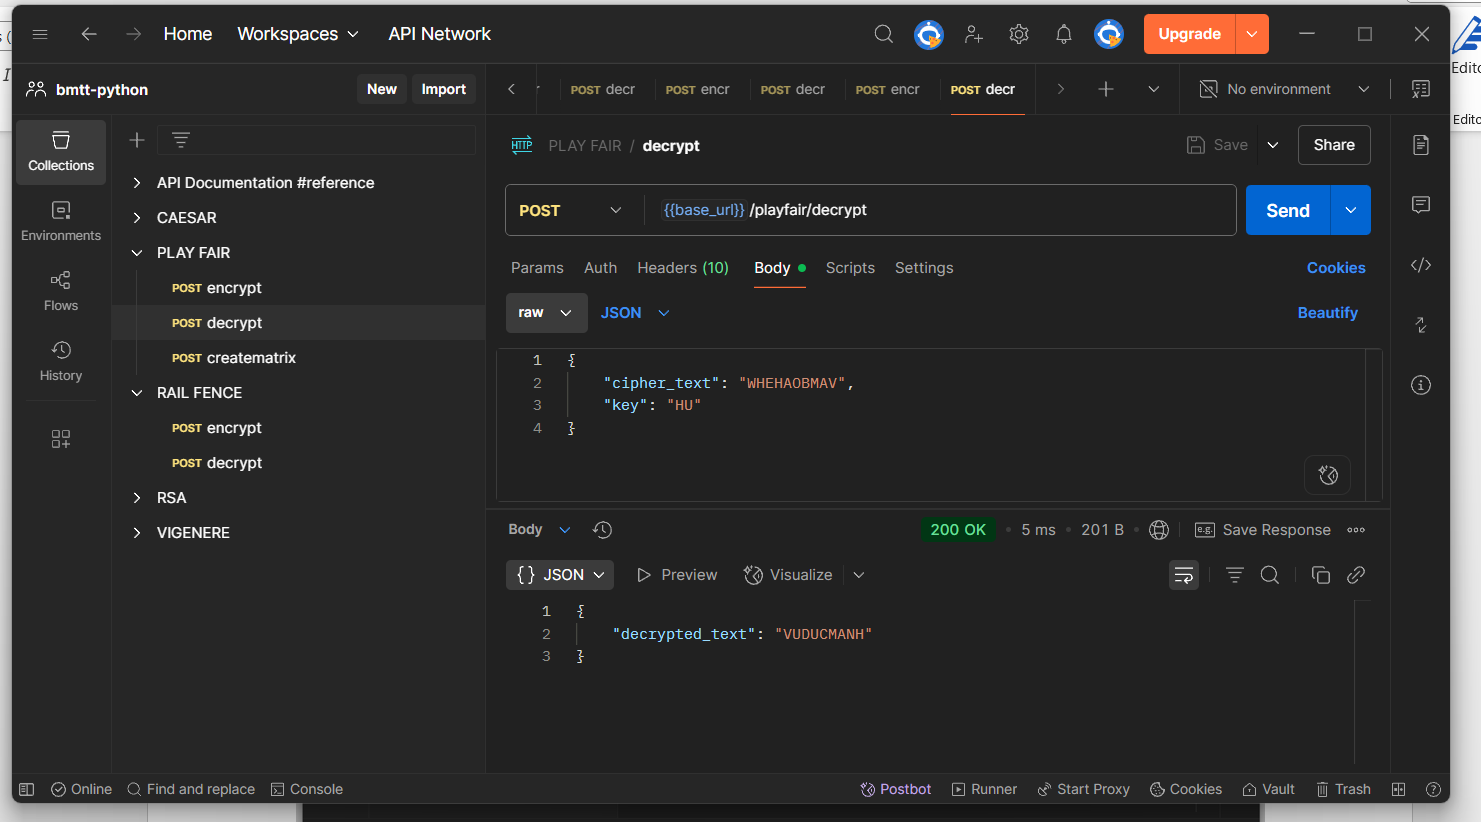 Home
Workspaces
API Network
Upgrade
bmtt-python
New
Import
POST decr
POST encr
POST decr
POST encr
POST decr
No environment
Collections
Environments
Flows
History
API Documentation #reference
CAESAR
PLAY FAIR
POST encrypt
POST decrypt
POST creatematrix
RAIL FENCE
POST encrypt
POST decrypt
RSA
VIGENERE
HTTP PLAY FAIR / decrypt
Save
Share
POST
{{base_url}} /playfair/decrypt
Send
Params Auth Headers (10) Body Scripts Settings
Cookies
raw
JSON
Beautify
1 {
2 "cipher_text": "WHEHAOBMAV",
3 "key": "HU"
4 }
Body
200 OK • 5 ms • 201 B
e.g. Save Response
{} JSON
Preview
Visualize
1 {
2 "decrypted_text": "VUDUCMANH"
3 }
Online
Find and replace
Console
Postbot
Runner
Start Proxy
Cookies
Vault
Trash
Edito
Edito